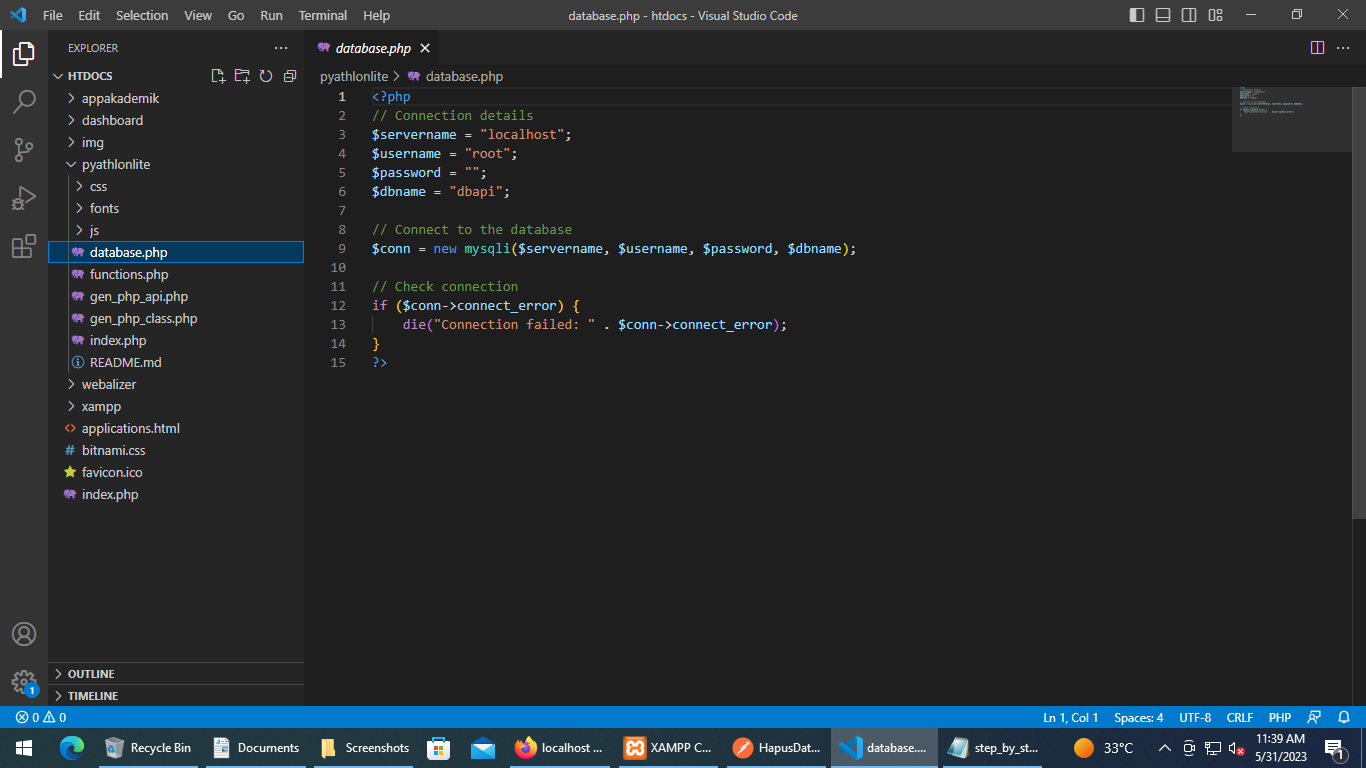 File Edit Selection View Go Run Terminal Help
database.php - htdocs - Visual Studio Code
EXPLORER
HTDOCS
appakademik
dashboard
img
pyathlonlite
css
fonts
js
database.php
functions.php
gen_php_api.php
gen_php_class.php
index.php
README.md
webalizer
xampp
applications.html
bitnami.css
favicon.ico
index.php
OUTLINE
TIMELINE
database.php
pyathlonlite > database.php
1 <?php
2 // Connection details
3 $servername = "localhost";
4 $username = "root";
5 $password = "";
6 $dbname = "dbapi";
7
8 // Connect to the database
9 $conn = new mysqli($servername, $username, $password, $dbname);
10
11 // Check connection
12 if ($conn->connect_error) {
13     die("Connection failed: " . $conn->connect_error);
14 }
15 ?>
1
0 0
Ln 1, Col 1 Spaces: 4 UTF-8 CRLF PHP
Recycle Bin Documents Screenshots localhost ... XAMPP C... HapusDat... database.... step_by_st... 33°C
11:39 AM
5/31/2023
1